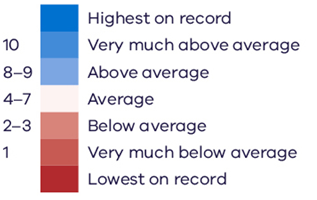 Highest on record
10 Very much above average
8–9 Above average
4–7 Average
2–3 Below average
1 Very much below average
Lowest on record